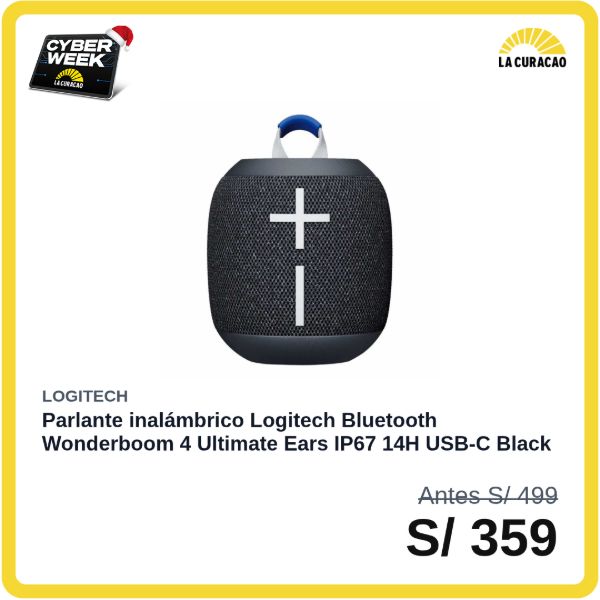 CYBER
WEEK
LA CURACAO
LA CURACAO
LOGITECH
Parlante inalámbrico Logitech Bluetooth
Wonderboom 4 Ultimate Ears IP67 14H USB-C Black
Antes S/ 499
S/ 359